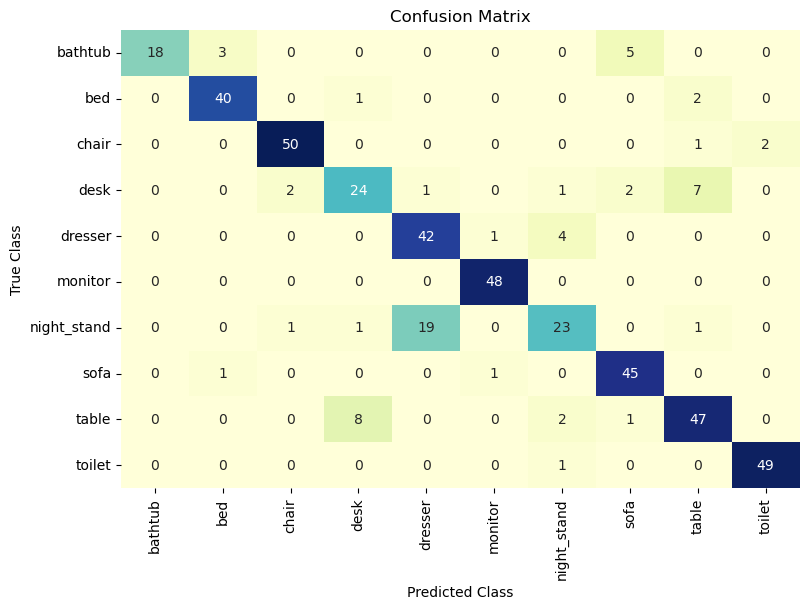 Confusion Matrix
True Class
bathtub 18 3 0 0 0 0 0 5 0 0
bed 0 40 0 1 0 0 0 0 2 0
chair 0 0 50 0 0 0 0 0 1 2
desk 0 0 2 24 1 0 1 2 7 0
dresser 0 0 0 0 42 1 4 0 0 0
monitor 0 0 0 0 0 48 0 0 0 0
night_stand 0 0 1 1 19 0 23 0 1 0
sofa 0 1 0 0 0 1 0 45 0 0
table 0 0 0 8 0 0 2 1 47 0
toilet 0 0 0 0 0 0 1 0 0 49
bathtub bed chair desk dresser monitor night_stand sofa table toilet
Predicted Class